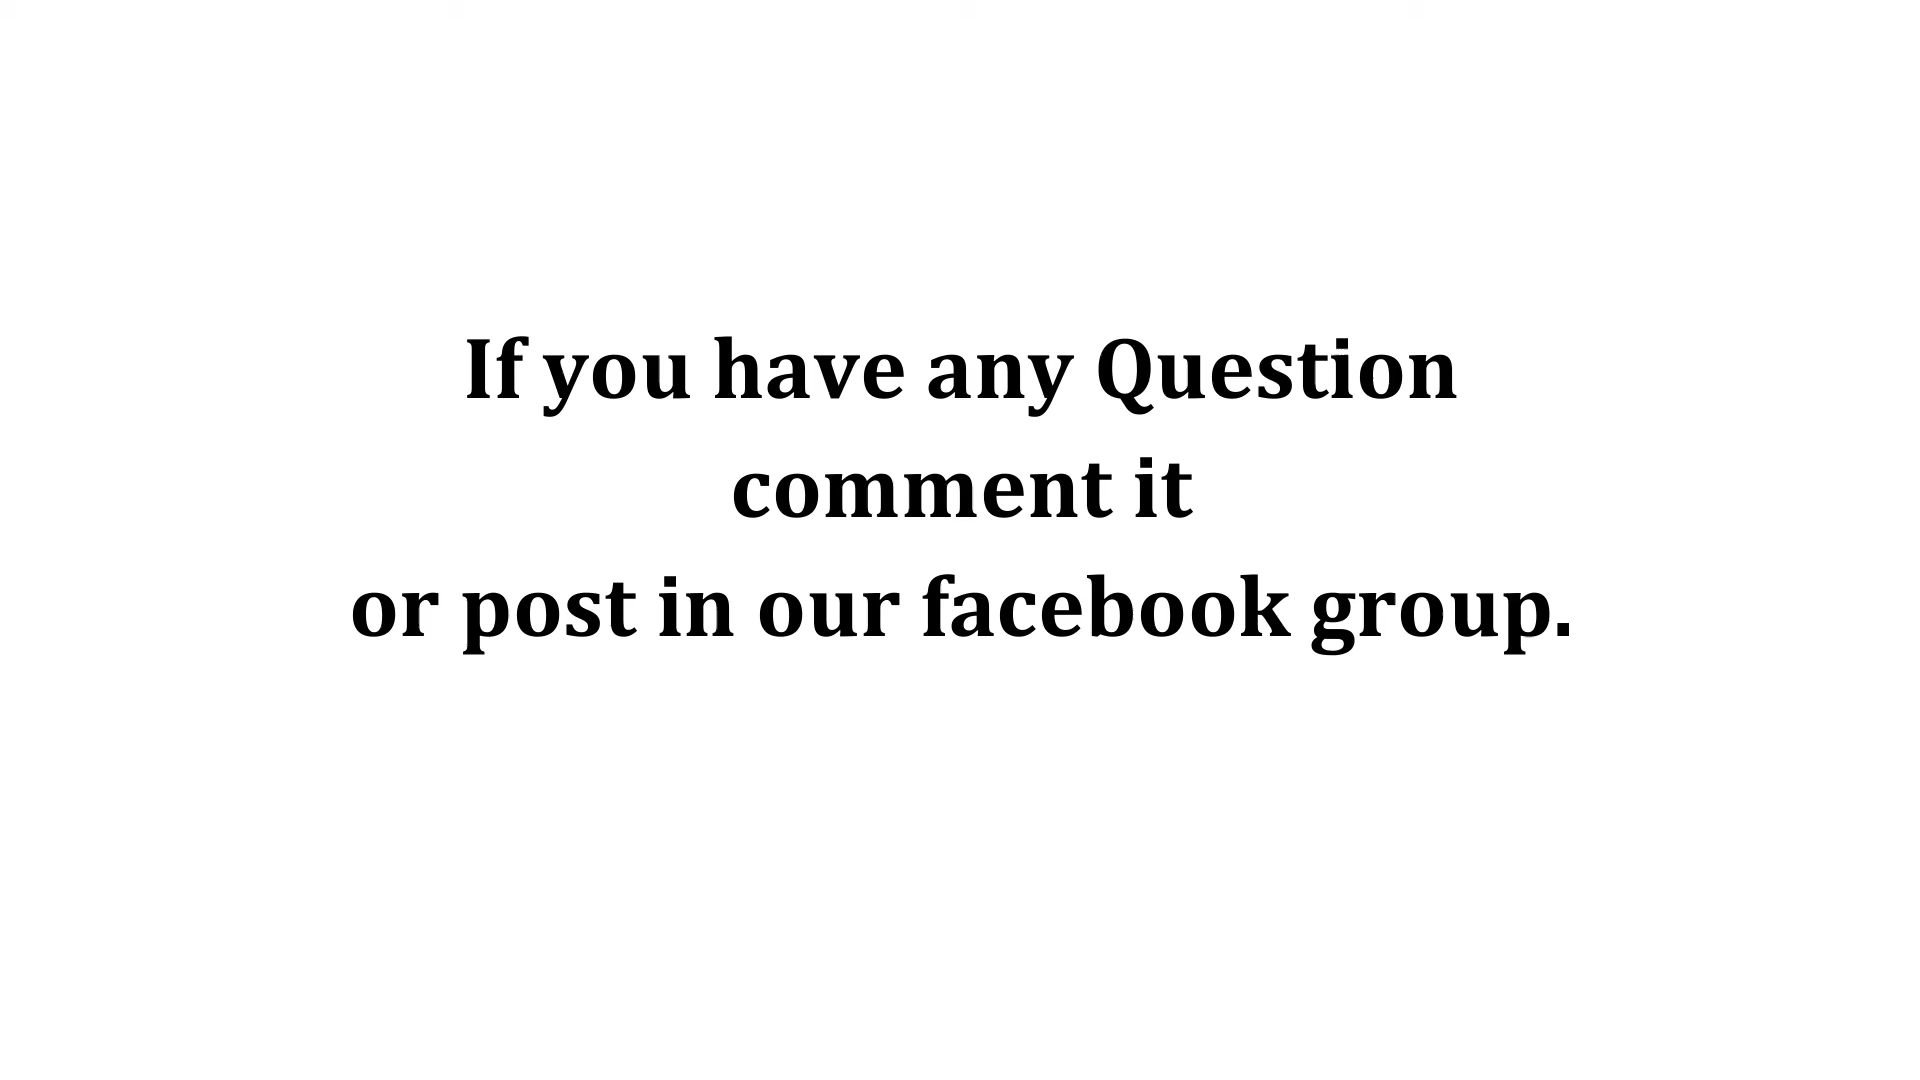 If you have any Question
comment it
or post in our facebook group.